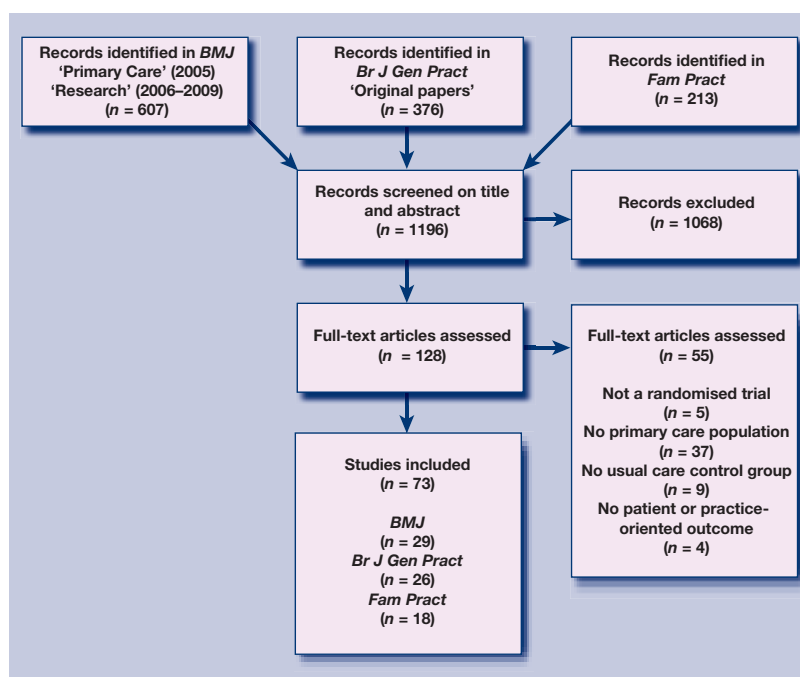 Records identified in BMJ
‘Primary Care’ (2005)
‘Research’ (2006–2009)
(n = 607)
Records identified in
Br J Gen Pract
‘Original papers’
(n = 376)
Records identified in
Fam Pract
(n = 213)
Records screened on title
and abstract
(n = 1196)
Records excluded
(n = 1068)
Full-text articles assessed
(n = 128)
Full-text articles assessed
(n = 55)
Not a randomised trial
(n = 5)
No primary care population
(n = 37)
No usual care control group
(n = 9)
No patient or practice-
oriented outcome
(n = 4)
Studies included
(n = 73)
BMJ
(n = 29)
Br J Gen Pract
(n = 26)
Fam Pract
(n = 18)